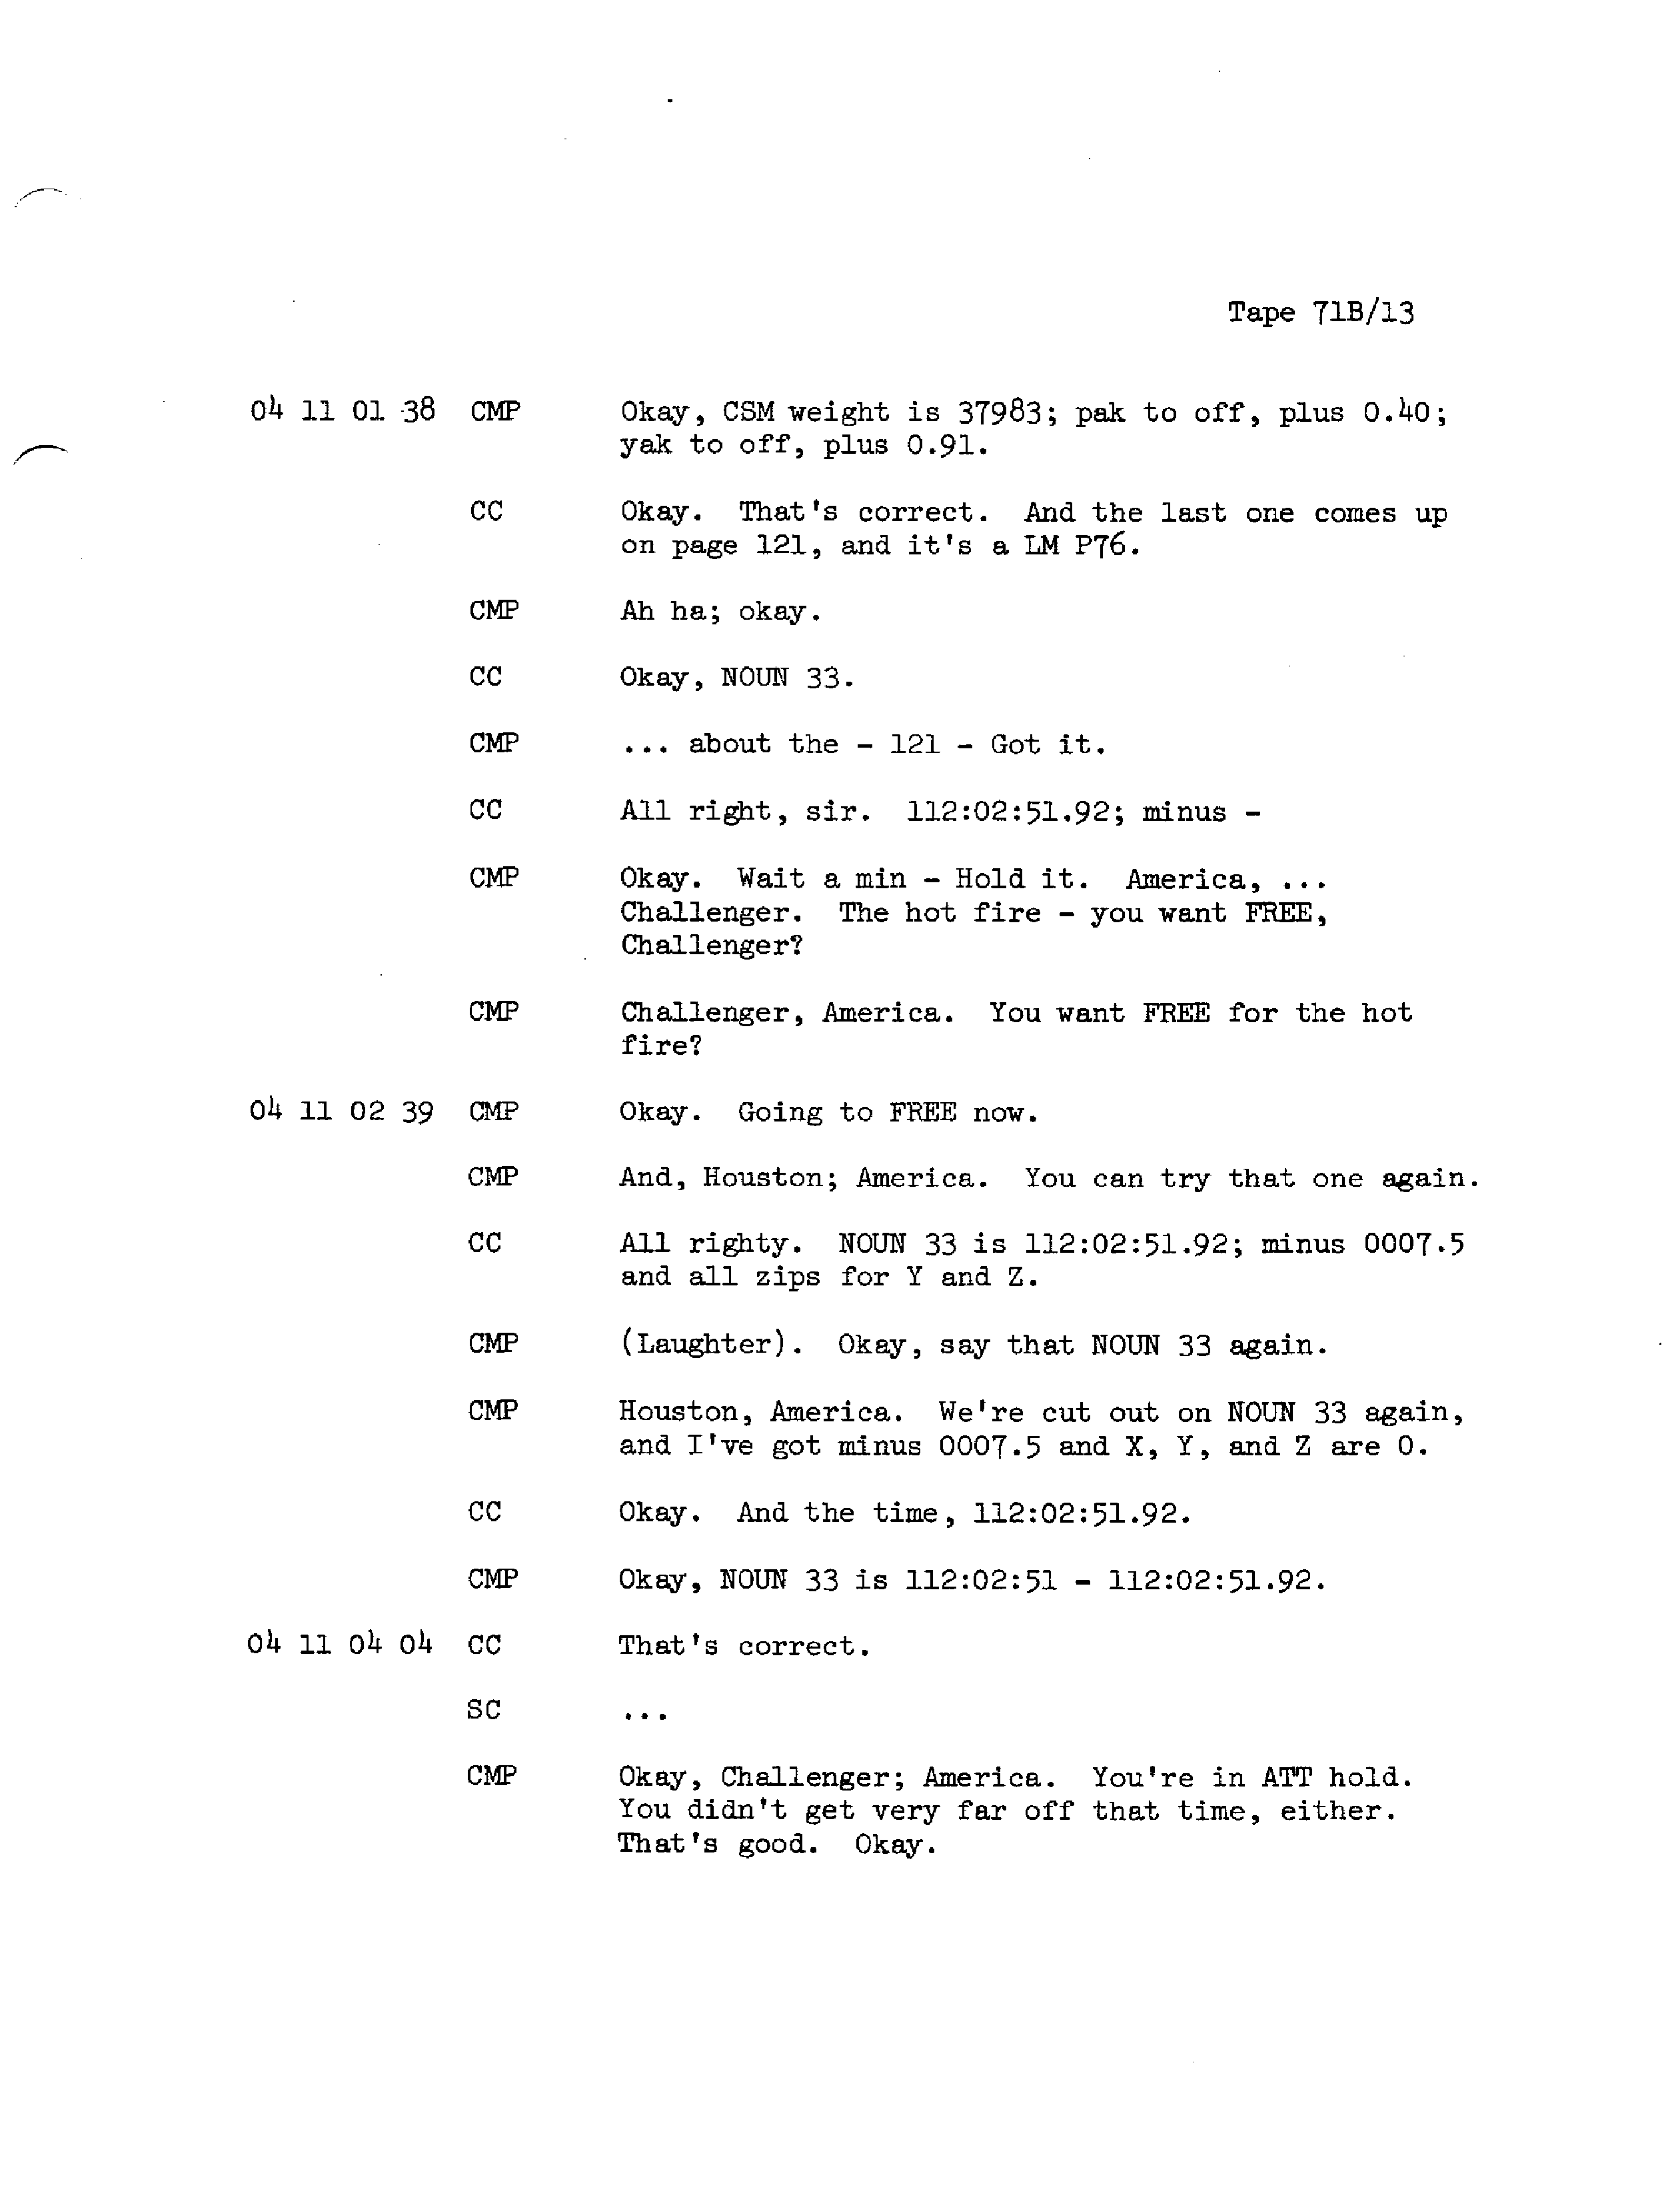 Tape 71B/13
04 11 01 38 CMP Okay, CSM weight is 37983; pak to off, plus 0.40;
yak to off, plus 0.91.
CC Okay. That's correct. And the last one comes up
on page 121, and it's a LM P76.
CMP Ah ha; okay.
CC Okay, NOUN 33.
CMP ... about the - 121 - Got it.
CC All right, sir. 112:02:51.92; minus -
CMP Okay. Wait a min - Hold it. America, ...
Challenger. The hot fire - you want FREE,
Challenger?
CMP Challenger, America. You want FREE for the hot
fire?
04 11 02 39 CMP Okay. Going to FREE now.
CMP And, Houston; America. You can try that one again.
CC All righty. NOUN 33 is 112:02:51.92; minus 0007.5
and all zips for Y and Z.
CMP (Laughter). Okay, say that NOUN 33 again.
CMP Houston, America. We're cut out on NOUN 33 again,
and I've got minus 0007.5 and X, Y, and Z are 0.
CC Okay. And the time, 112:02:51.92.
CMP Okay, NOUN 33 is 112:02:51 - 112:02:51.92.
04 11 04 04 CC That's correct.
SC ...
CMP Okay, Challenger; America. You're in ATT hold.
You didn't get very far off that time, either.
That's good. Okay.